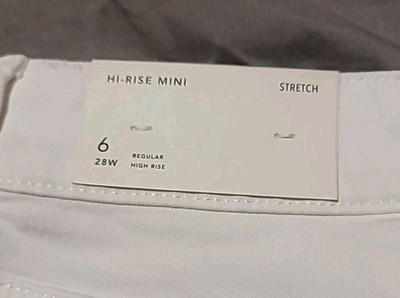 HI-RISE MINI STRETCH
6
28W
REGULAR
HIGH RISE